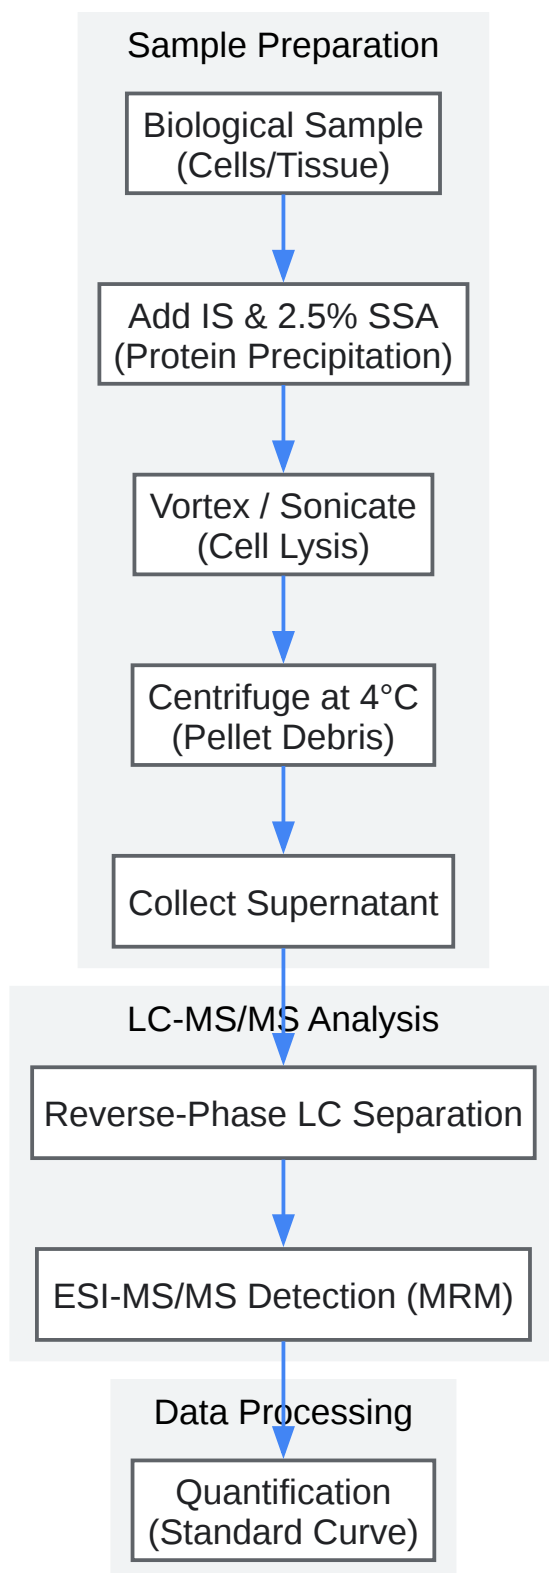 Sample Preparation
Biological Sample
(Cells/Tissue)
Add IS & 2.5% SSA
(Protein Precipitation)
Vortex / Sonicate
(Cell Lysis)
Centrifuge at 4°C
(Pellet Debris)
Collect Supernatant
LC-MS/MS Analysis
Reverse-Phase LC Separation
ESI-MS/MS Detection (MRM)
Data Processing
Quantification
(Standard Curve)